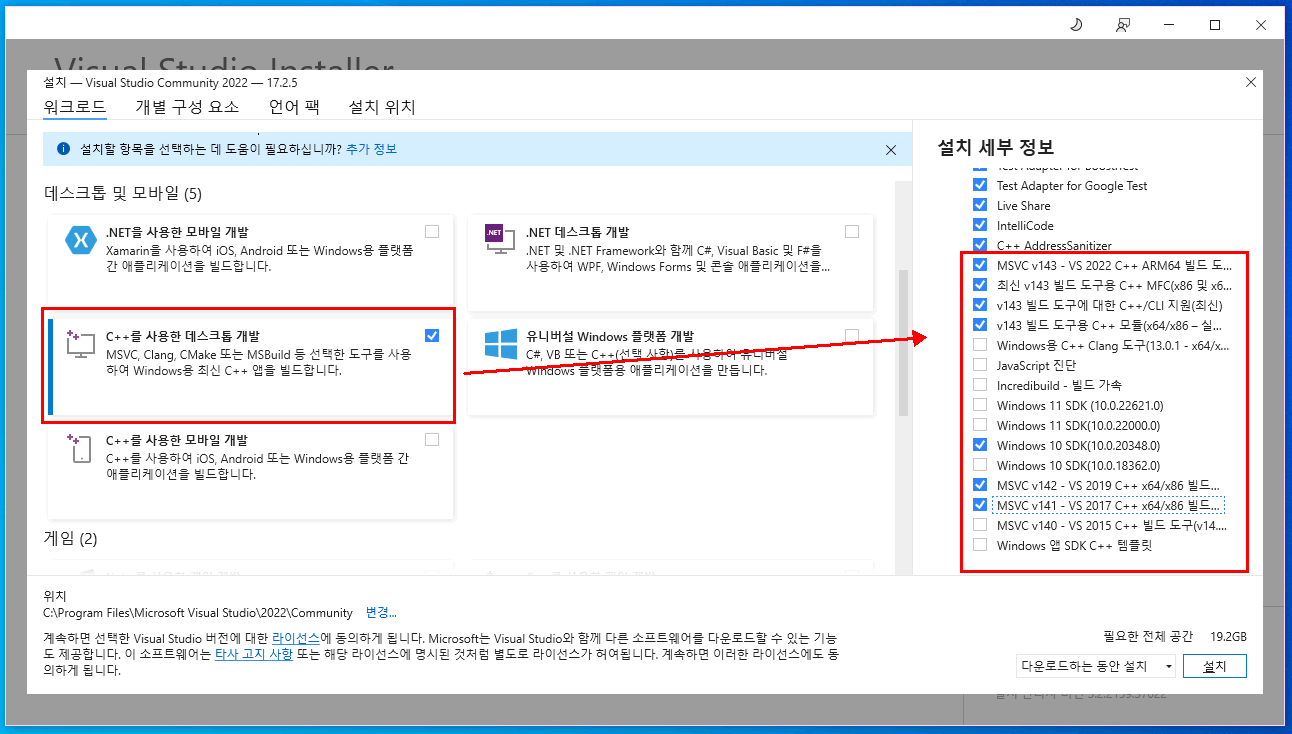 Visual Studio Installer
설치 — Visual Studio Community 2022 — 17.2.5
워크로드 개별 구성 요소 언어 팩 설치 위치
설치할 항목을 선택하는 데 도움이 필요하십니까? 추가 정보
데스크톱 및 모바일 (5)
.NET을 사용한 모바일 개발
Xamarin을 사용하여 iOS, Android 또는 Windows용 플랫폼
간 애플리케이션을 빌드합니다.
.NET
.NET 데스크톱 개발
.NET 및 .NET Framework와 함께 C#, Visual Basic 및 F#을
사용하여 WPF, Windows Forms 및 콘솔 애플리케이션을...
C++를 사용한 데스크톱 개발
MSVC, Clang, CMake 또는 MSBuild 등 선택한 도구를 사용
하여 Windows용 최신 C++ 앱을 빌드합니다.
유니버설 Windows 플랫폼 개발
C#, VB 또는 C++(선택 사항)를 사용하여 유니버설
Windows 플랫폼용 애플리케이션을 만듭니다.
C++를 사용한 모바일 개발
C++를 사용하여 iOS, Android 또는 Windows용 플랫폼 간
애플리케이션을 빌드합니다.
게임 (2)
설치 세부 정보
Test Adapter for Boost.Test
Test Adapter for Google Test
Live Share
IntelliCode
C++ AddressSanitizer
MSVC v143 - VS 2022 C++ ARM64 빌드 도...
최신 v143 빌드 도구용 C++ MFC(x86 및 x6...
v143 빌드 도구에 대한 C++/CLI 지원(최신)
v143 빌드 도구용 C++ 모듈(x64/x86 – 실...
Windows용 C++ Clang 도구(13.0.1 - x64/x...
JavaScript 진단
Incredibuild - 빌드 가속
Windows 11 SDK (10.0.22621.0)
Windows 11 SDK(10.0.22000.0)
Windows 10 SDK(10.0.20348.0)
Windows 10 SDK(10.0.18362.0)
MSVC v142 - VS 2019 C++ x64/x86 빌드...
MSVC v141 - VS 2017 C++ x64/x86 빌드...
MSVC v140 - VS 2015 C++ 빌드 도구(v14....
Windows 앱 SDK C++ 템플릿
위치
C:\Program Files\Microsoft Visual Studio\2022\Community 변경...
계속하면 선택한 Visual Studio 버전에 대한 라이선스에 동의하게 됩니다. Microsoft는 Visual Studio와 함께 다른 소프트웨어를 다운로드할 수 있는 기능
도 제공합니다. 이 소프트웨어는 타사 고지 사항 또는 해당 라이선스에 명시된 것처럼 별도로 라이선스가 허여됩니다. 계속하면 이러한 라이선스에도 동
의하게 됩니다.
필요한 전체 공간 19.2GB
다운로드하는 동안 설치 설치